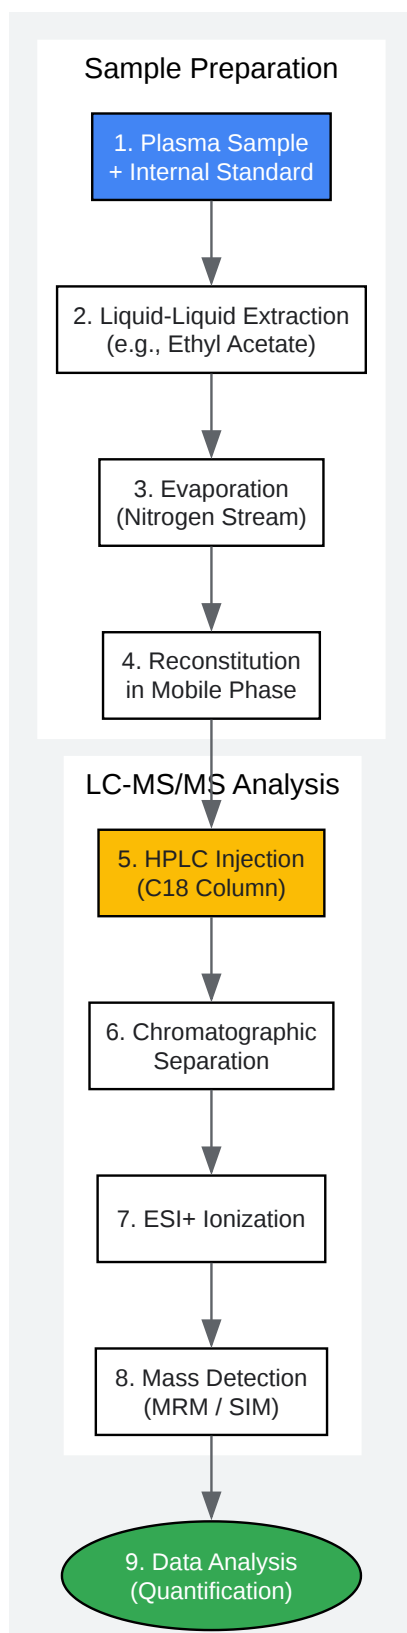 Sample Preparation
1. Plasma Sample
+ Internal Standard
2. Liquid-Liquid Extraction
(e.g., Ethyl Acetate)
3. Evaporation
(Nitrogen Stream)
4. Reconstitution
in Mobile Phase
LC-MS/MS Analysis
5. HPLC Injection
(C18 Column)
6. Chromatographic
Separation
7. ESI+ Ionization
8. Mass Detection
(MRM / SIM)
9. Data Analysis
(Quantification)